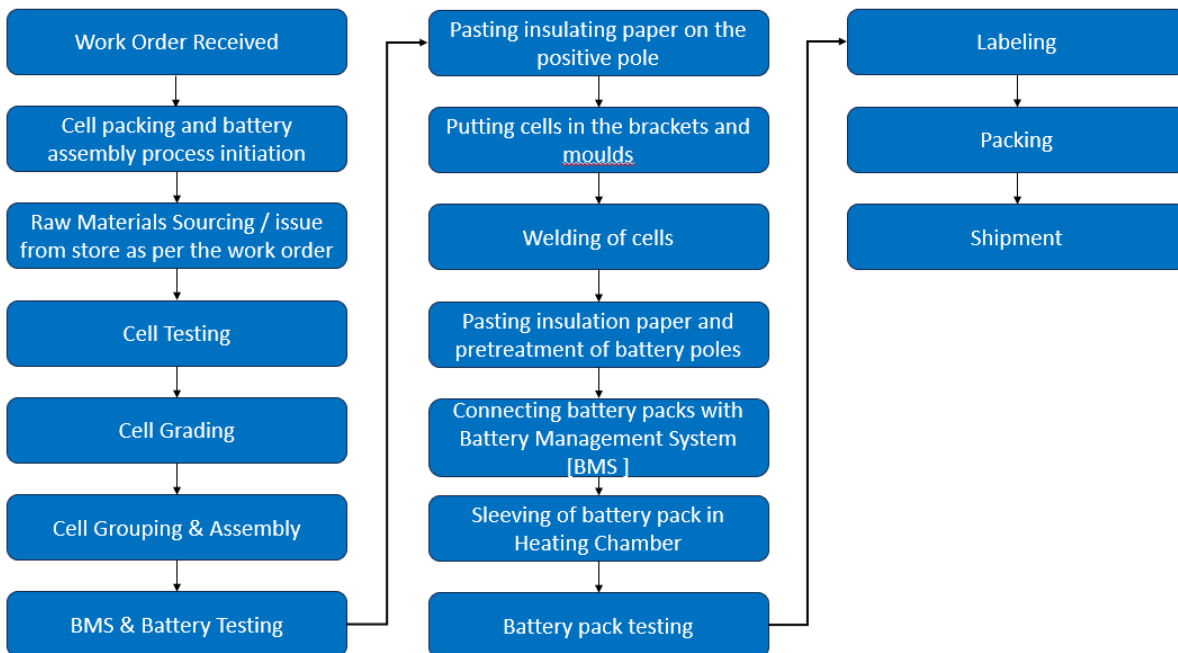 Work Order Received
Cell packing and battery
assembly process initiation
Raw Materials Sourcing / issue
from store as per the work order
Cell Testing
Cell Grading
Cell Grouping & Assembly
BMS & Battery Testing
Pasting insulating paper on the
positive pole
Putting cells in the brackets and
moulds
Welding of cells
Pasting insulation paper and
pretreatment of battery poles
Connecting battery packs with
Battery Management System
[BMS ]
Sleeving of battery pack in
Heating Chamber
Battery pack testing
Labeling
Packing
Shipment